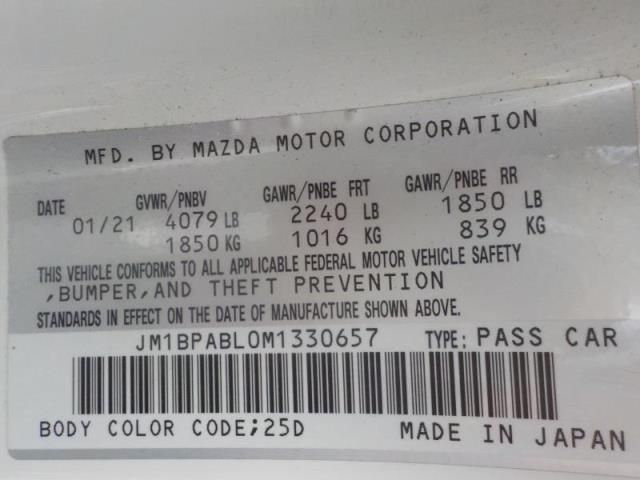 MFD. BY MAZDA MOTOR CORPORATION
DATE GVWR/PNBV GAWR/PNBE FRT GAWR/PNBE RR
01/21 4079 LB 2240 LB 1850 LB
1850 KG 1016 KG 839 KG
THIS VEHICLE CONFORMS TO ALL APPLICABLE FEDERAL MOTOR VEHICLE SAFETY
,BUMPER,AND THEFT PREVENTION
STANDARDS IN EFFECT ON THE DATE OF MANUFACTURE SHOWN ABOVE.
JM1BPABL0M1330657 TYPE: PASS CAR
BODY COLOR CODE;25D MADE IN JAPAN